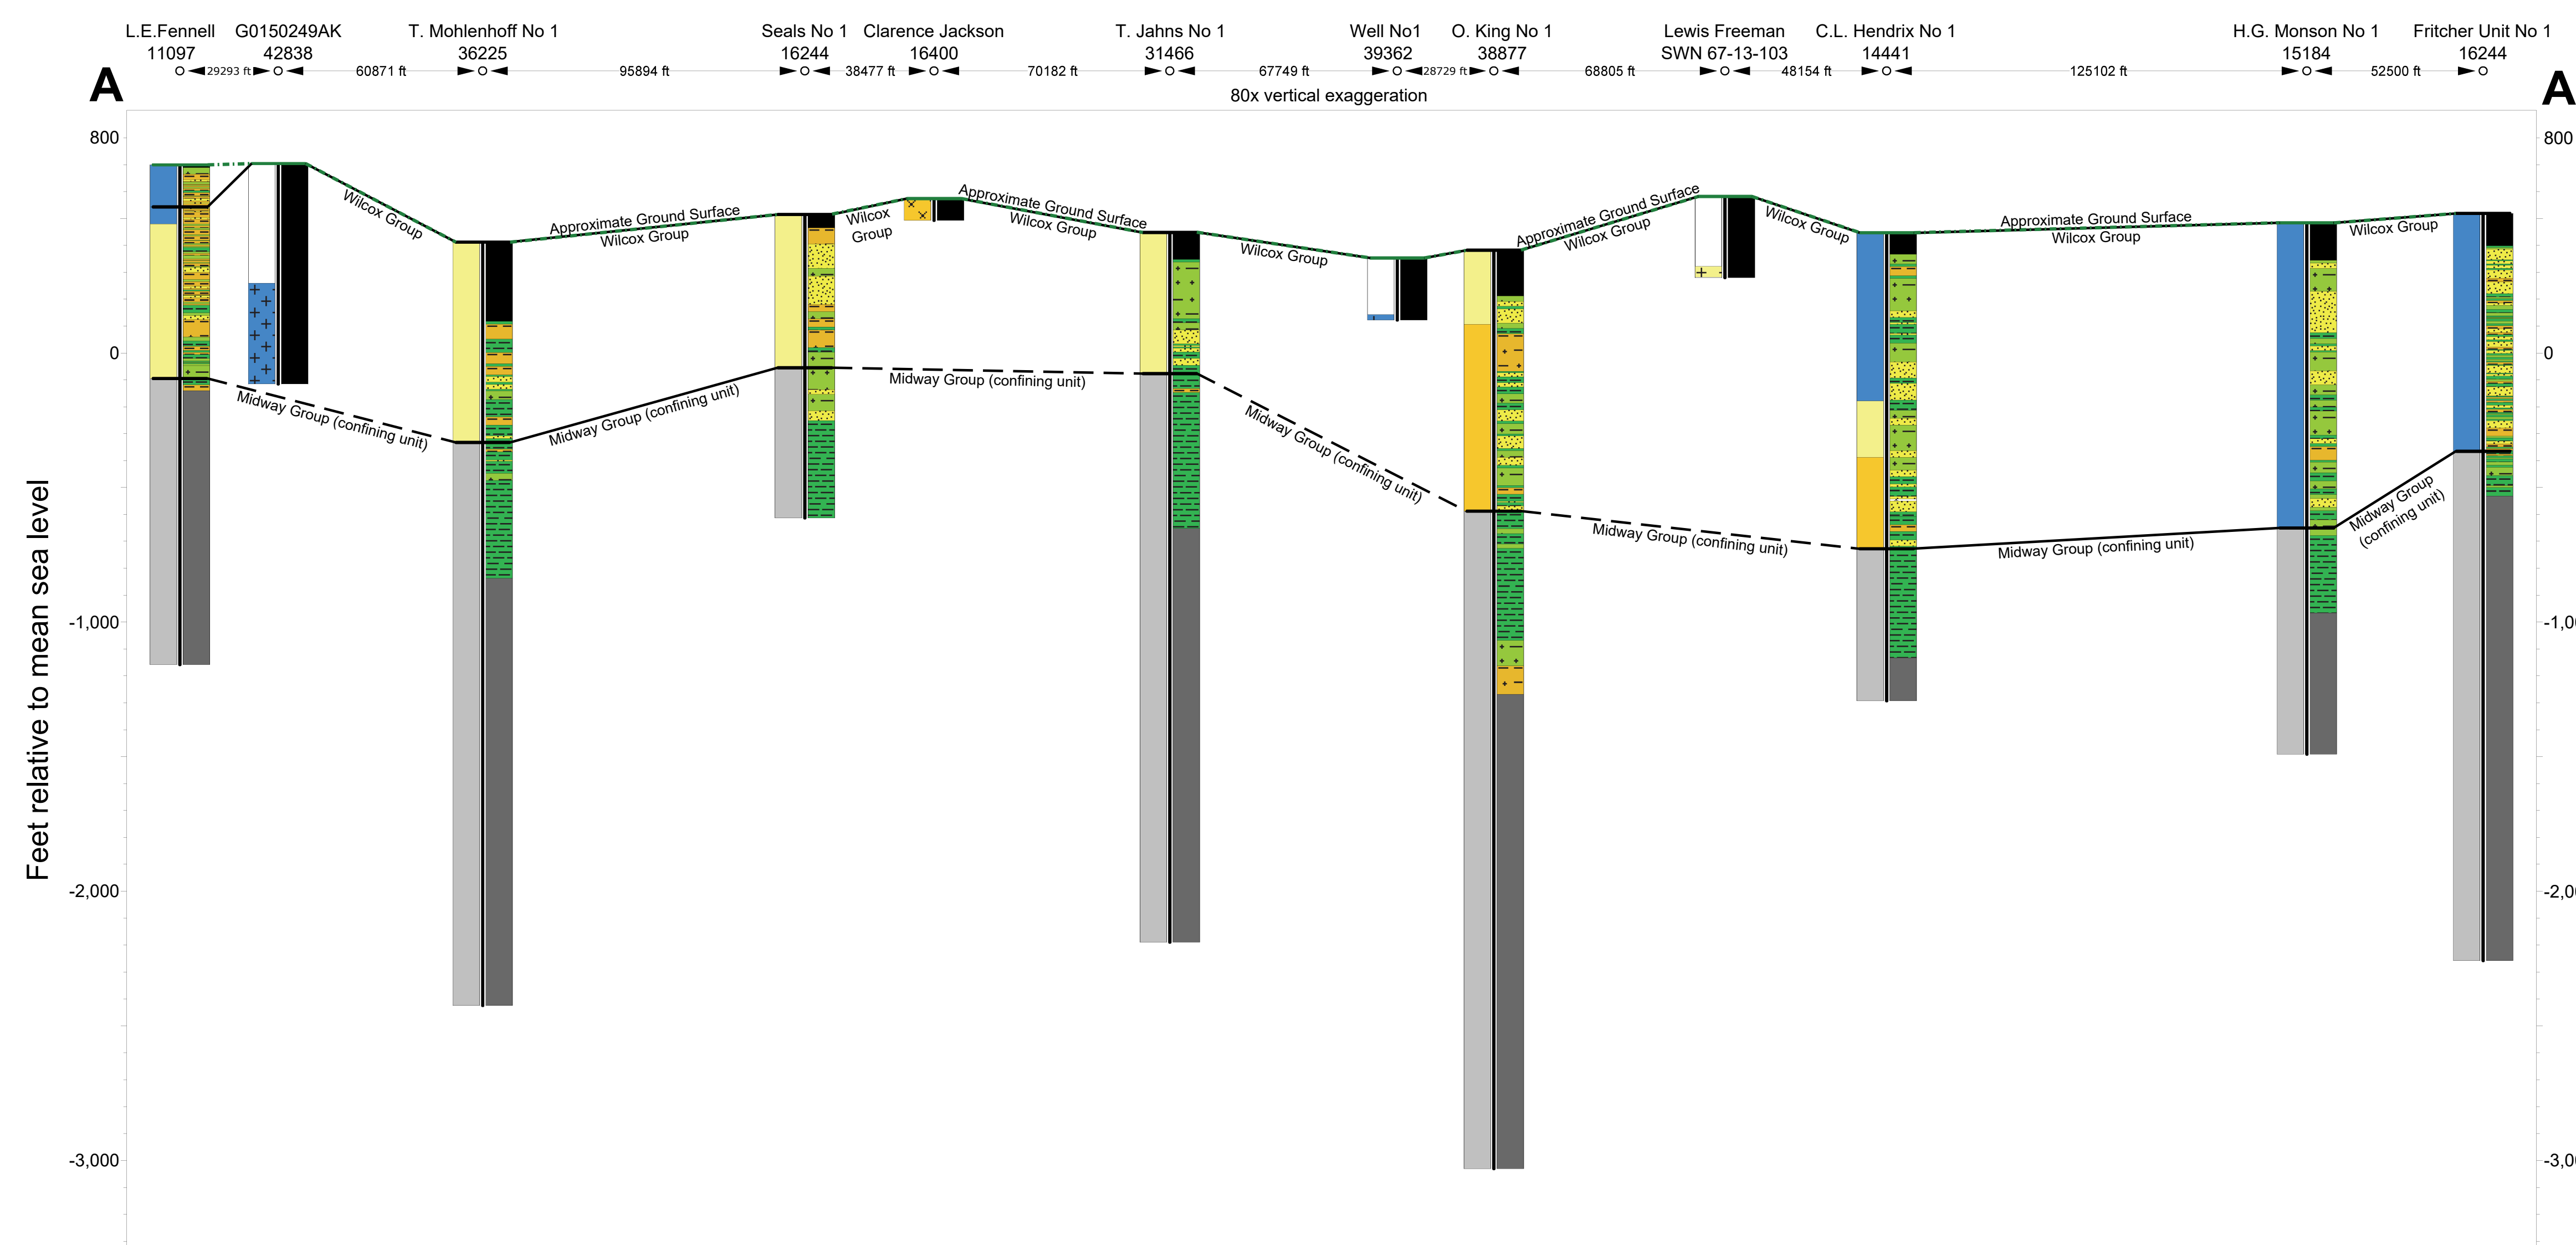 L.E.Fennell G0150249AK T. Mohlenhoff No 1 Seals No 1 Clarence Jackson T. Jahns No 1 Well No1 O. King No 1 Lewis Freeman C.L. Hendrix No 1 H.G. Monson No 1 Fritcher Unit No 1
11097 42838 36225 16244 16400 31466 39362 38877 SWN 67-13-103 14441 15184 16244
29293 ft 60871 ft 95894 ft 38477 ft 70182 ft 67749 ft 28729 ft 68805 ft 48154 ft 125102 ft 52500 ft
A A
80x vertical exaggeration
800 800
Wilcox Group
Approximate Ground Surface
Wilcox Group
Wilcox
Group
Approximate Ground Surface
Wilcox Group
Wilcox Group
Approximate Ground Surface
Wilcox Group
Wilcox Group
Approximate Ground Surface
Wilcox Group
Wilcox Group
0 0
Midway Group (confining unit)
Midway Group (confining unit)
Midway Group (confining unit)
Midway Group (confining unit)
Midway Group (confining unit)
Midway Group (confining unit)
Midway Group
(confining unit)
Feet relative to mean sea level
-1,000 -1,0
-2,000 -2,0
-3,000 -3,0